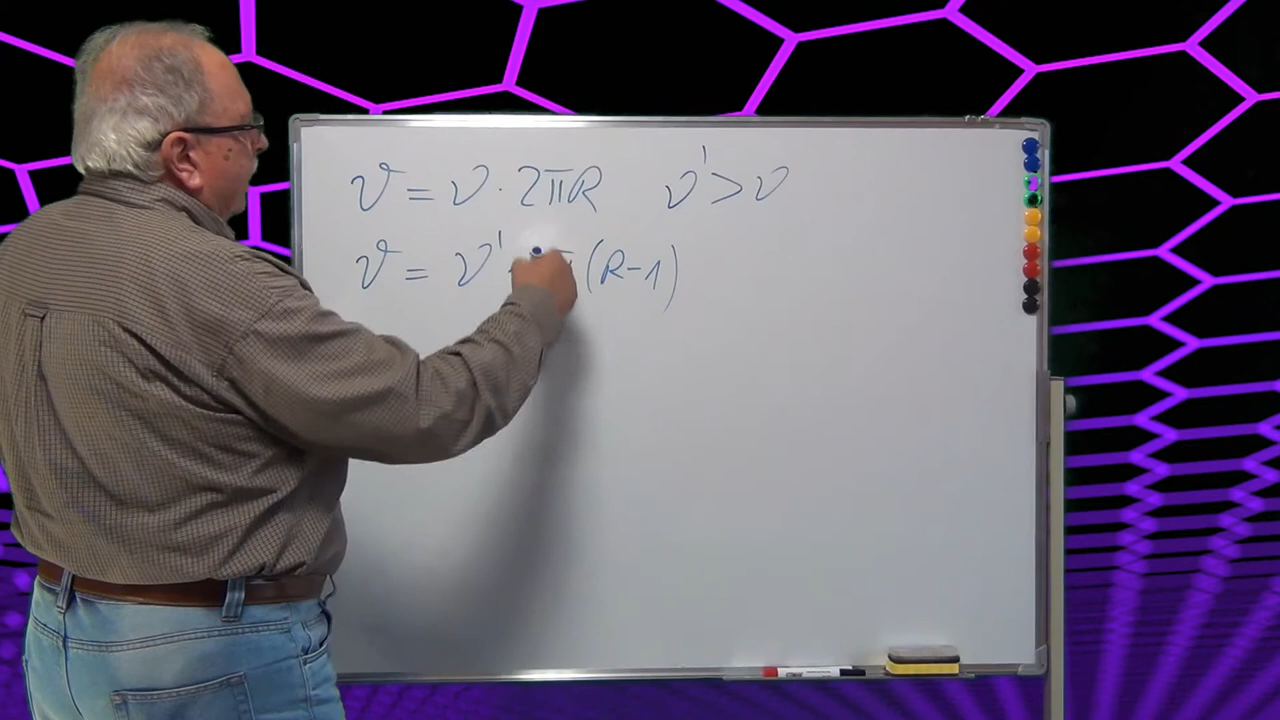 𝜗 = 𝜈 · 2πR   𝜈' > 𝜈
𝜗 = 𝜈' (R-1)